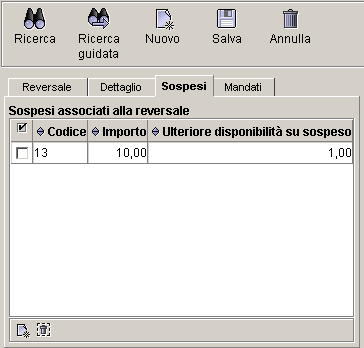 Ricerca Ricerca guidata Nuovo Salva Annulla
Reversale Dettaglio Sospesi Mandati
Sospesi associati alla reversale
Codice Importo Ulteriore disponibilità su sospeso
13 10,00 1,00